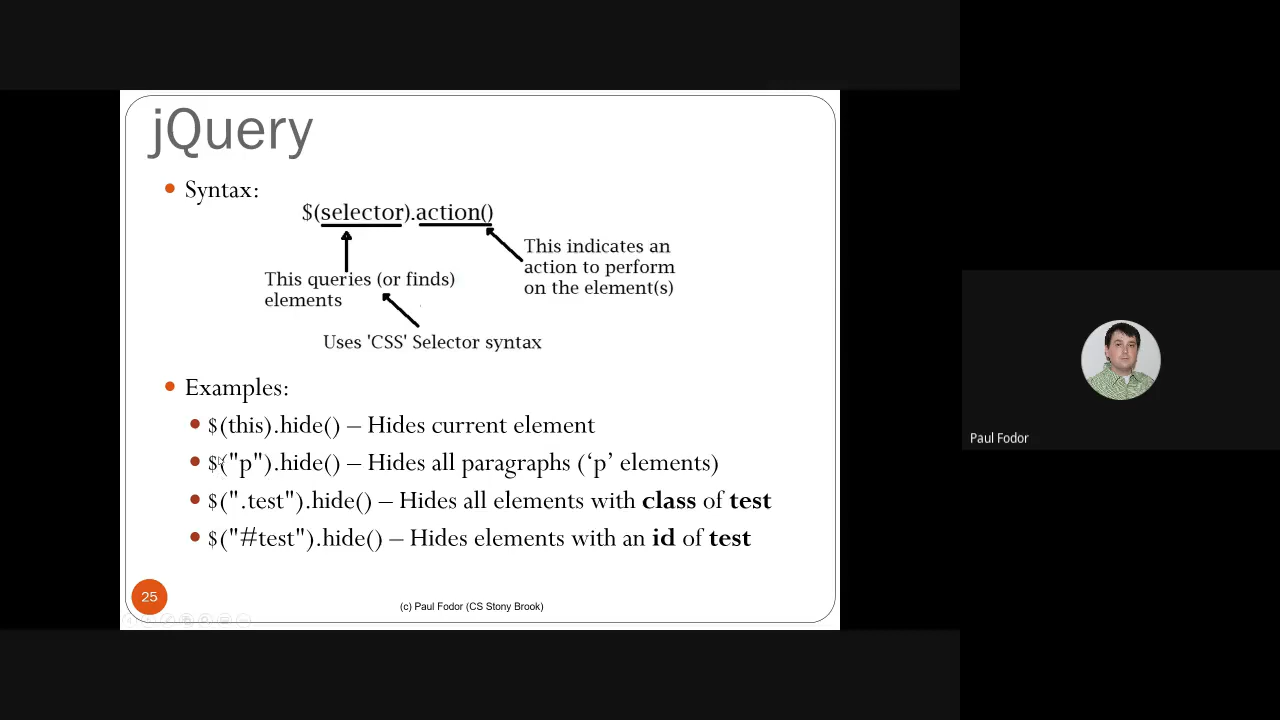 jQuery
Syntax:
$(selector).action()
This indicates an
action to perform
on the element(s)
This queries (or finds)
elements
Uses 'CSS' Selector syntax
Examples:
$(this).hide() – Hides current element
$("p").hide() – Hides all paragraphs (‘p’ elements)
$(".test").hide() – Hides all elements with class of test
$("#test").hide() – Hides elements with an id of test
25
(c) Paul Fodor (CS Stony Brook)
Paul Fodor